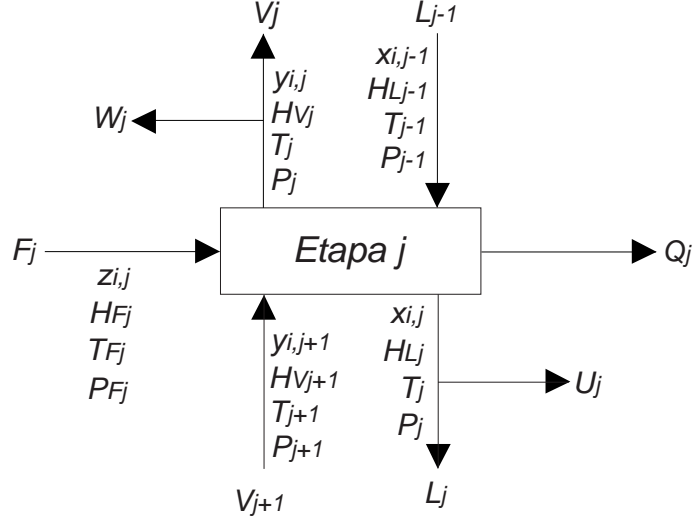 Vj
Lj-1
yi,j
HVj
Tj
Pj
Wj
xi,j-1
HLj-1
Tj-1
Pj-1
Fj
Etapa j
Qj
zi,j
HFj
TFj
PFj
yi,j+1
HVj+1
Tj+1
Pj+1
Vj+1
xi,j
HLj
Tj
Pj
Uj
Lj